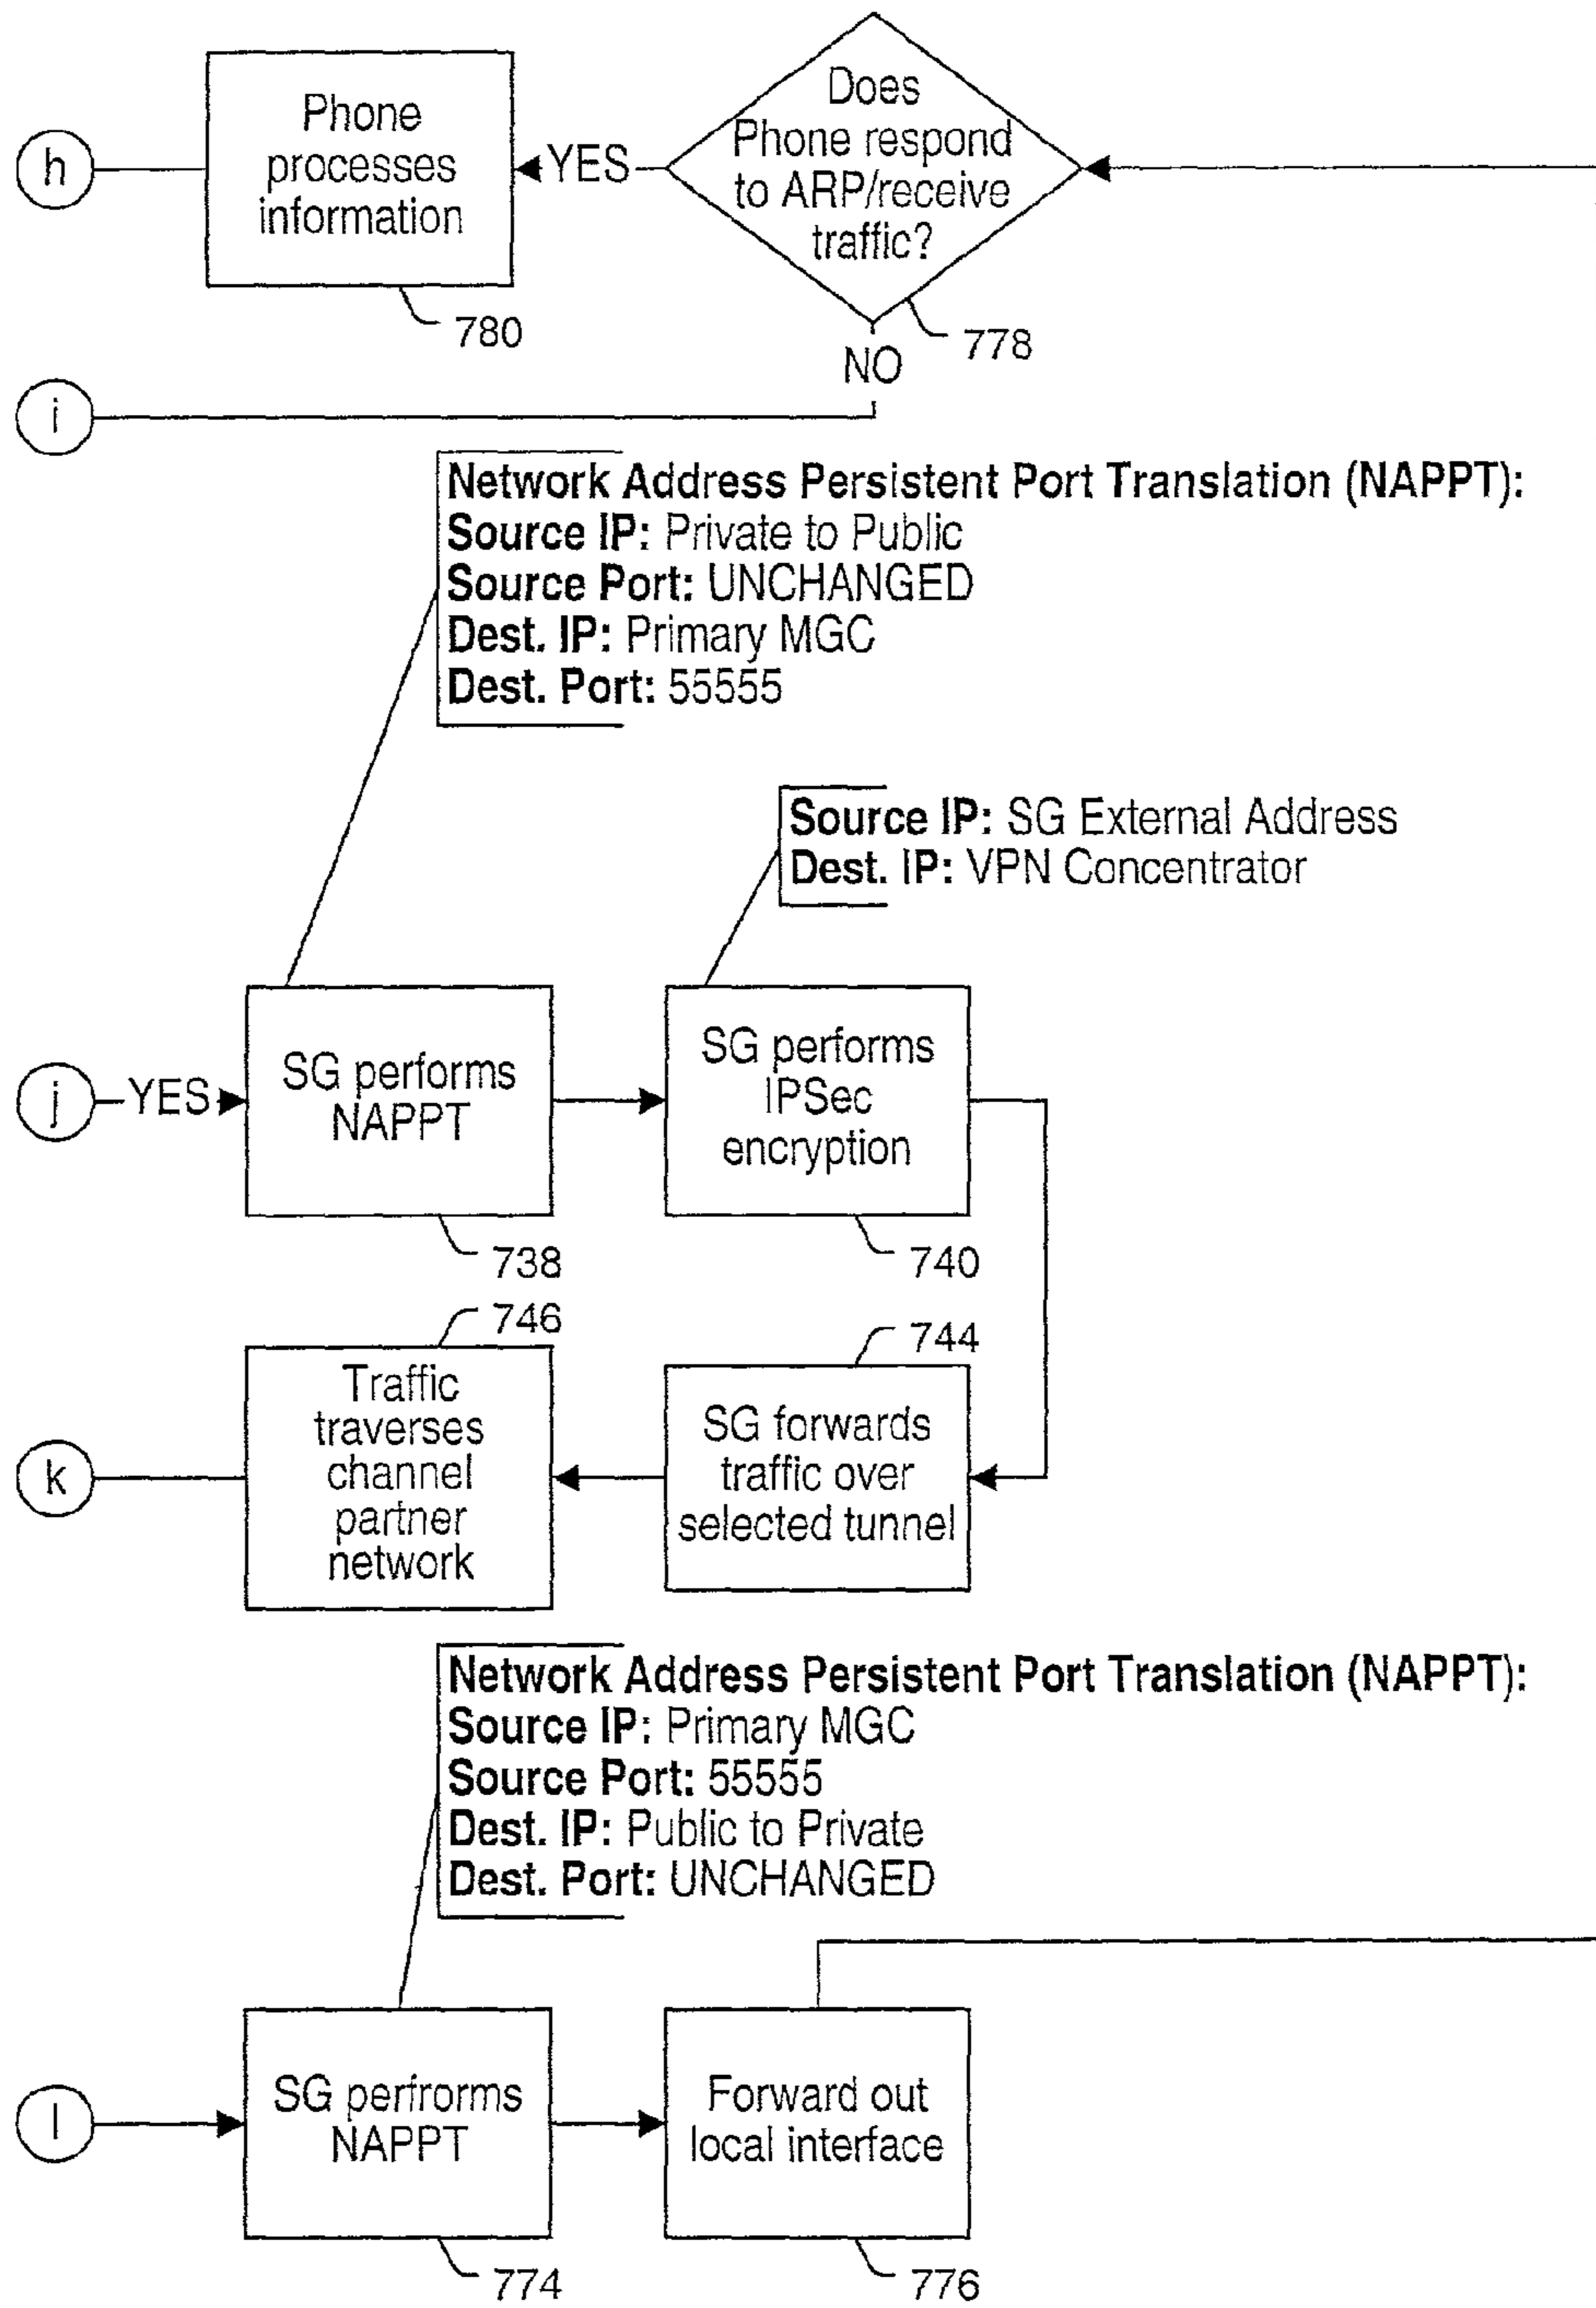 Does
Phone respond
to ARP/receive
traffic?
Phone
processes
information
h
YES
780
778
NO
i
Network Address Persistent Port Translation (NAPPT):
Source IP: Private to Public
Source Port: UNCHANGED
Dest. IP: Primary MGC
Dest. Port: 55555
Source IP: SG External Address
Dest. IP: VPN Concentrator
j
YES
SG performs
NAPPT
SG performs
IPSec
encryption
738
740
746
744
k
Traffic
traverses
channel
partner
network
SG forwards
traffic over
selected tunnel
Network Address Persistent Port Translation (NAPPT):
Source IP: Primary MGC
Source Port: 55555
Dest. IP: Public to Private
Dest. Port: UNCHANGED
l
SG perfrorms
NAPPT
Forward out
local interface
774
776